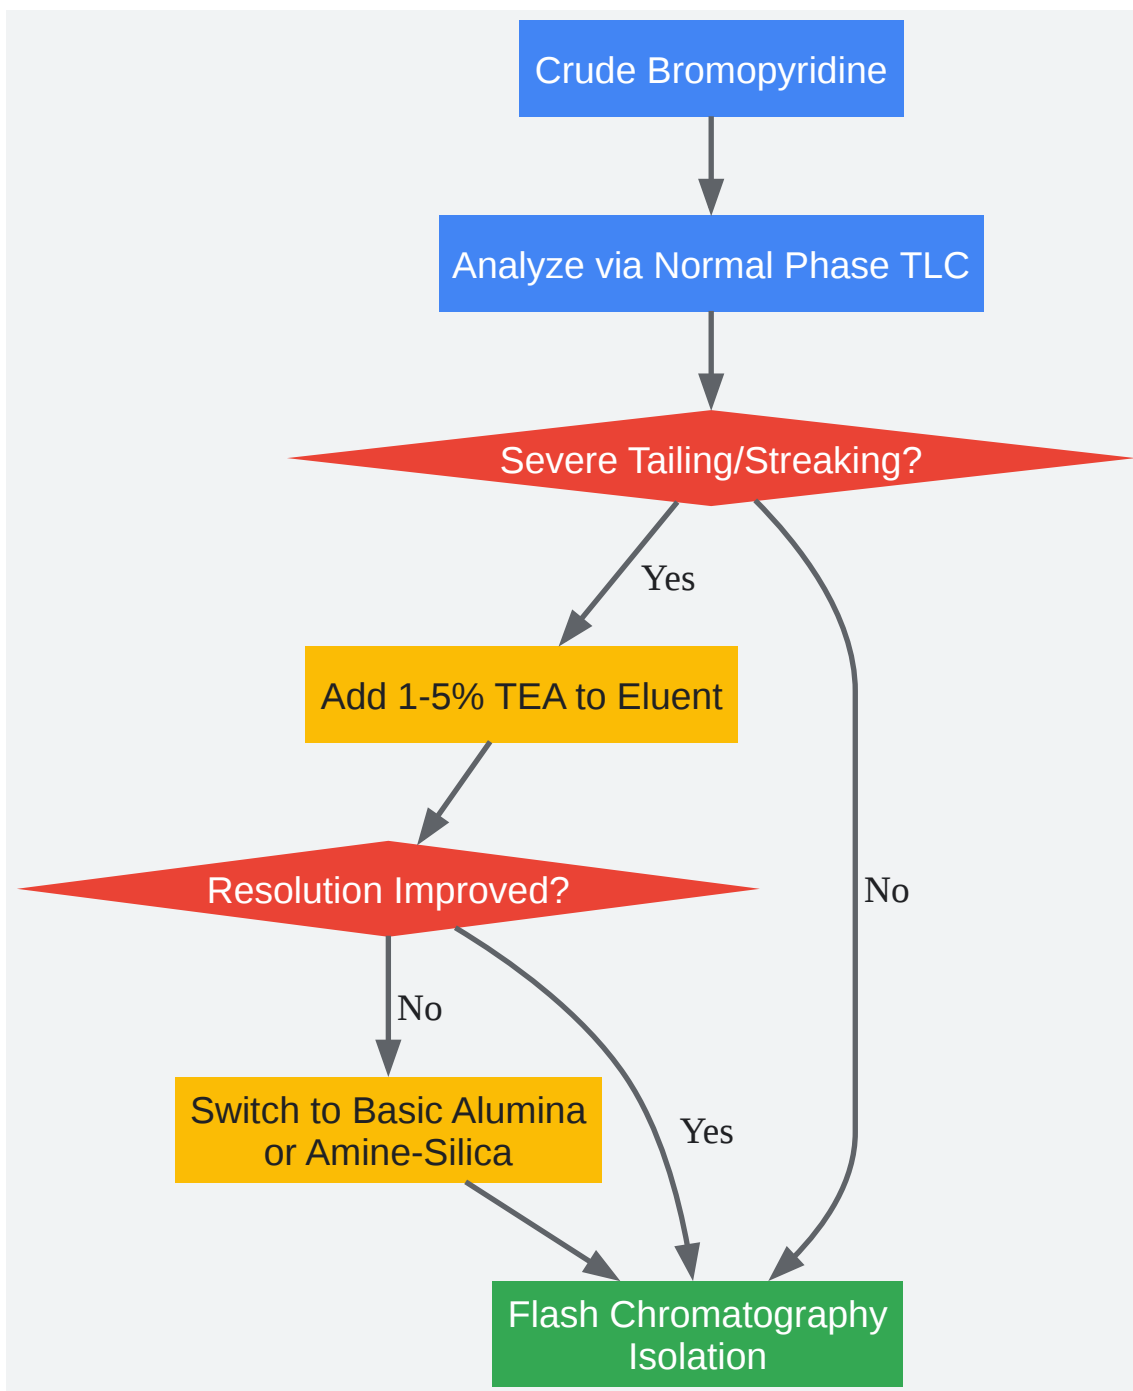 Crude Bromopyridine
Analyze via Normal Phase TLC
Severe Tailing/Streaking?
Yes
Add 1-5% TEA to Eluent
Resolution Improved?
No
No
Switch to Basic Alumina
or Amine-Silica
Yes
Flash Chromatography
Isolation